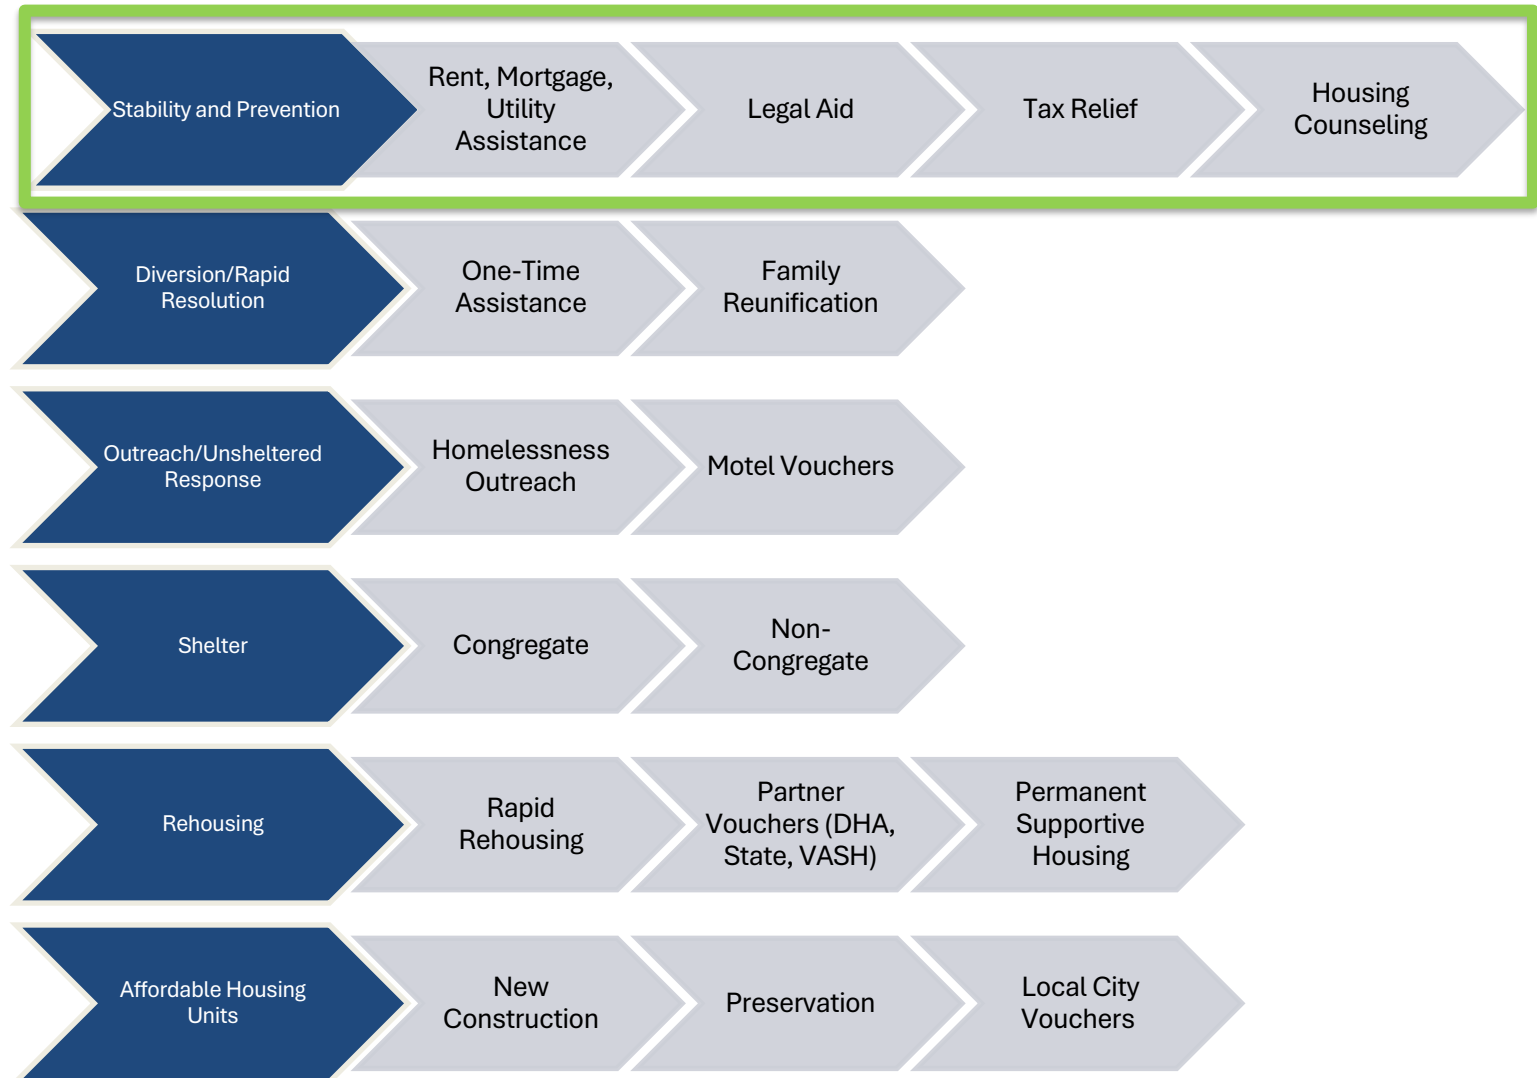 Stability and Prevention
Rent, Mortgage,
Utility
Assistance
Legal Aid
Tax Relief
Housing
Counseling
Diversion/Rapid
Resolution
One-Time
Assistance
Family
Reunification
Outreach/Unsheltered
Response
Homelessness
Outreach
Motel Vouchers
Shelter
Congregate
Non-
Congregate
Rehousing
Rapid
Rehousing
Partner
Vouchers (DHA,
State, VASH)
Permanent
Supportive
Housing
Affordable Housing
Units
New
Construction
Preservation
Local City
Vouchers